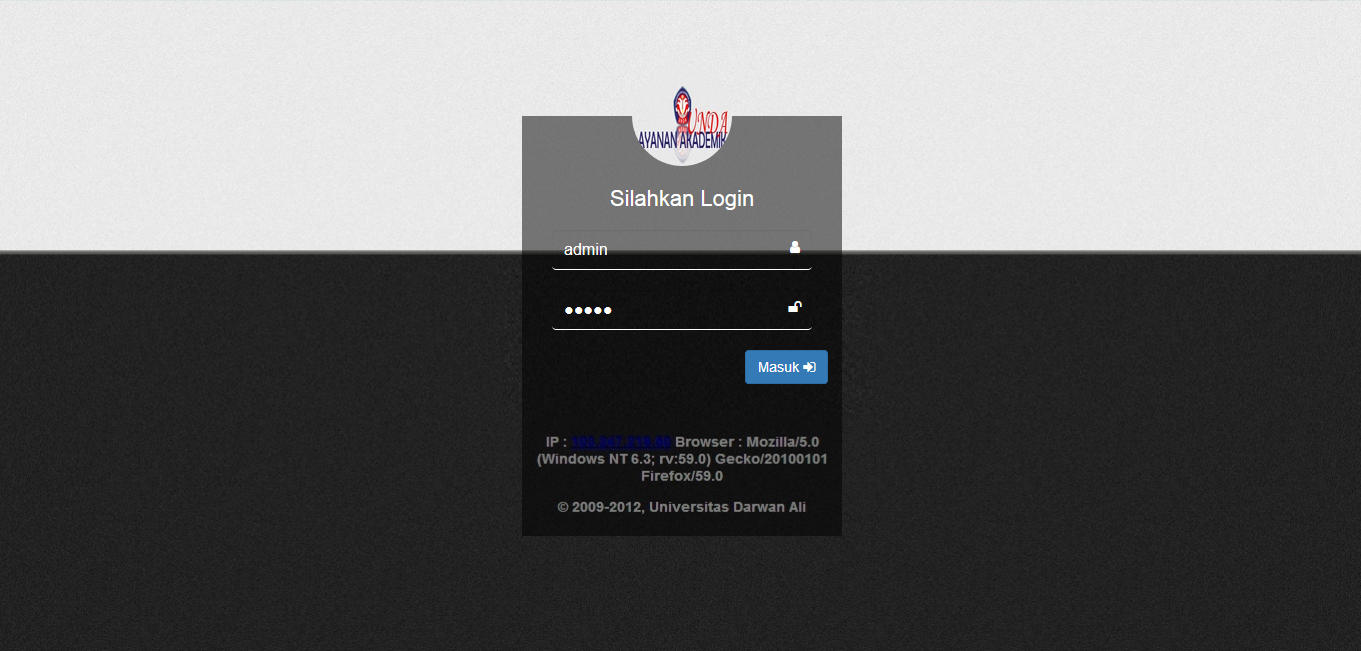 UNDA
AYANAN AKADEMIK
Silahkan Login
admin
Masuk
IP : Browser : Mozilla/5.0
(Windows NT 6.3; rv:59.0) Gecko/20100101
Firefox/59.0
© 2009-2012, Universitas Darwan Ali